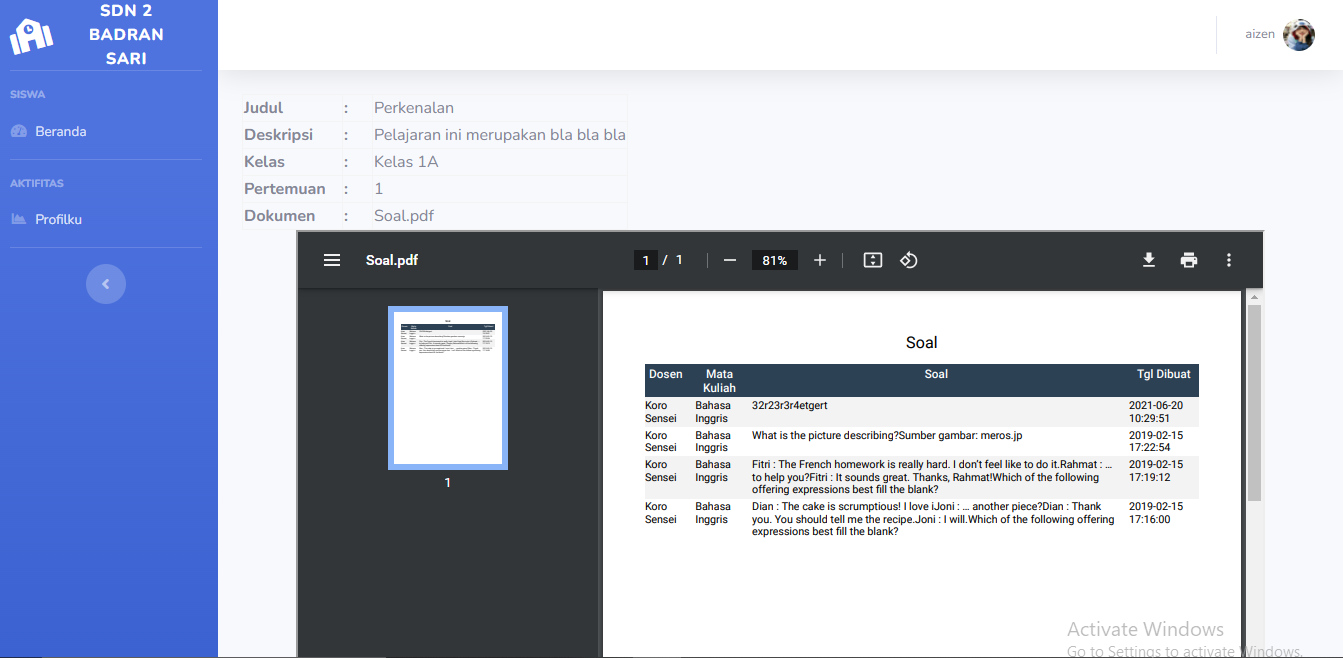 SDN 2
BADRAN
SARI
aizen
SISWA
Beranda
AKTIFITAS
Profilku
Judul : Perkenalan
Deskripsi : Pelajaran ini merupakan bla bla bla
Kelas : Kelas 1A
Pertemuan : 1
Dokumen : Soal.pdf
Soal.pdf
1 / 1
81%
1
Soal
Dosen Mata Kuliah Soal Tgl Dibuat
Koro Bahasa 32r23r3r4etgert 2021-06-20
Sensei Inggris 10:29:51
Koro Bahasa What is the picture describing?Sumber gambar: meros.jp 2019-02-15
Sensei Inggris 17:22:54
Koro Bahasa Fitri : The French homework is really hard. I don't feel like to do it.Rahmat : ... 2019-02-15
Sensei Inggris to help you?Fitri : It sounds great. Thanks, Rahmat!Which of the following 17:19:12
offering expressions best fill the blank?
Koro Bahasa Dian : The cake is scrumptious! I love iJoni : ... another piece?Dian : Thank 2019-02-15
Sensei Inggris you. You should tell me the recipe.Joni : I will.Which of the following offering 17:16:00
expressions best fill the blank?
Activate Windows
Go to Settings to activate Windows.